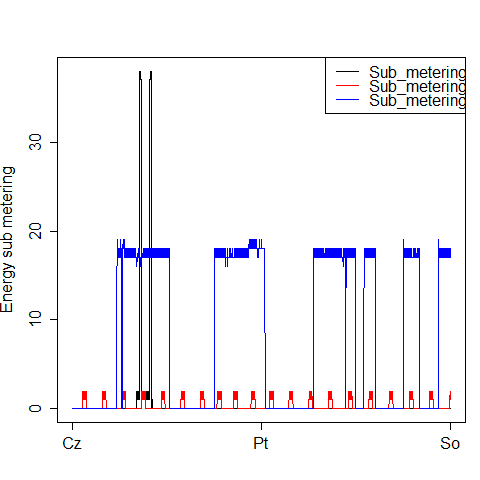 Sub_metering
Sub_metering
Sub_metering
Energy sub metering
30
20
10
0
Cz
Pt
So